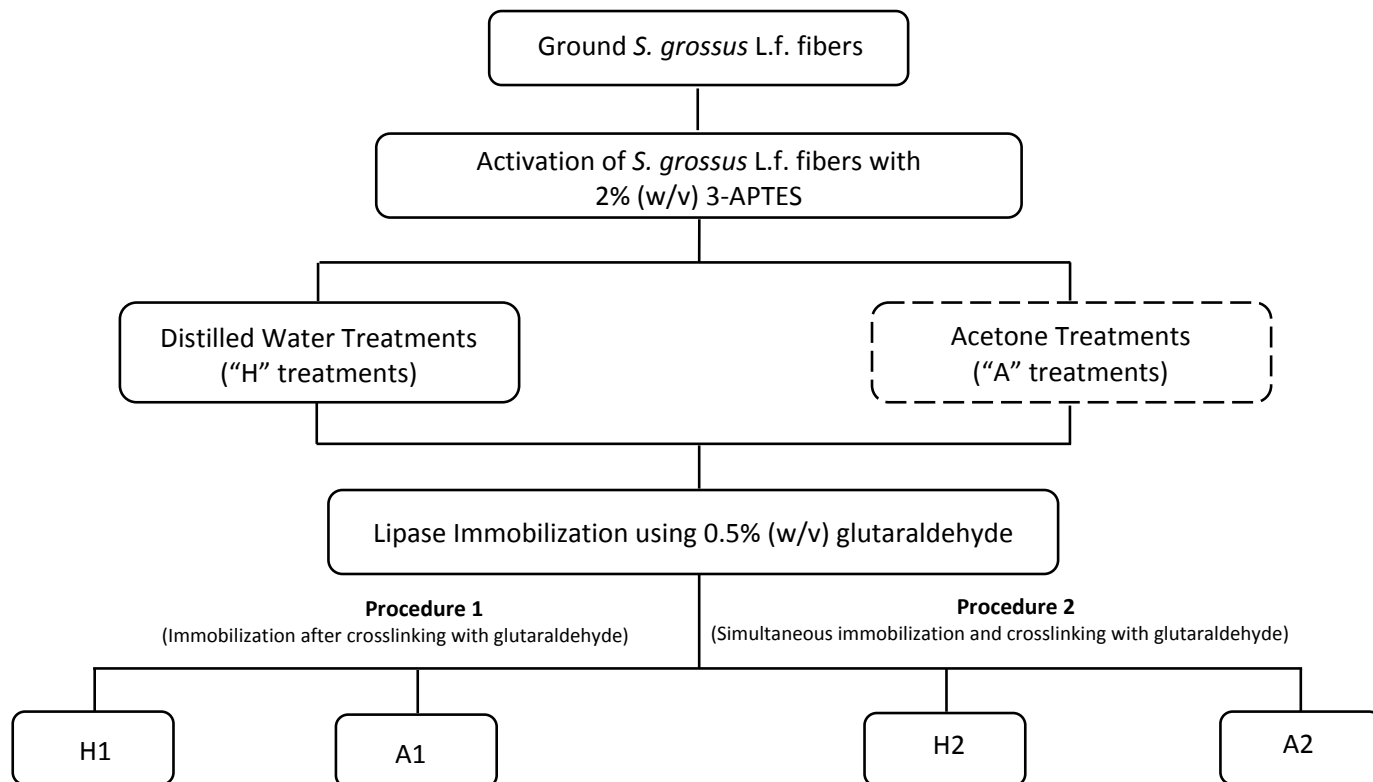 Ground S. grossus L.f. fibers
Activation of S. grossus L.f. fibers with
2% (w/v) 3-APTES
Distilled Water Treatments
(“H” treatments)
Acetone Treatments
(“A” treatments)
Lipase Immobilization using 0.5% (w/v) glutaraldehyde
Procedure 1
(Immobilization after crosslinking with glutaraldehyde)
Procedure 2
(Simultaneous immobilization and crosslinking with glutaraldehyde)
H1
A1
H2
A2